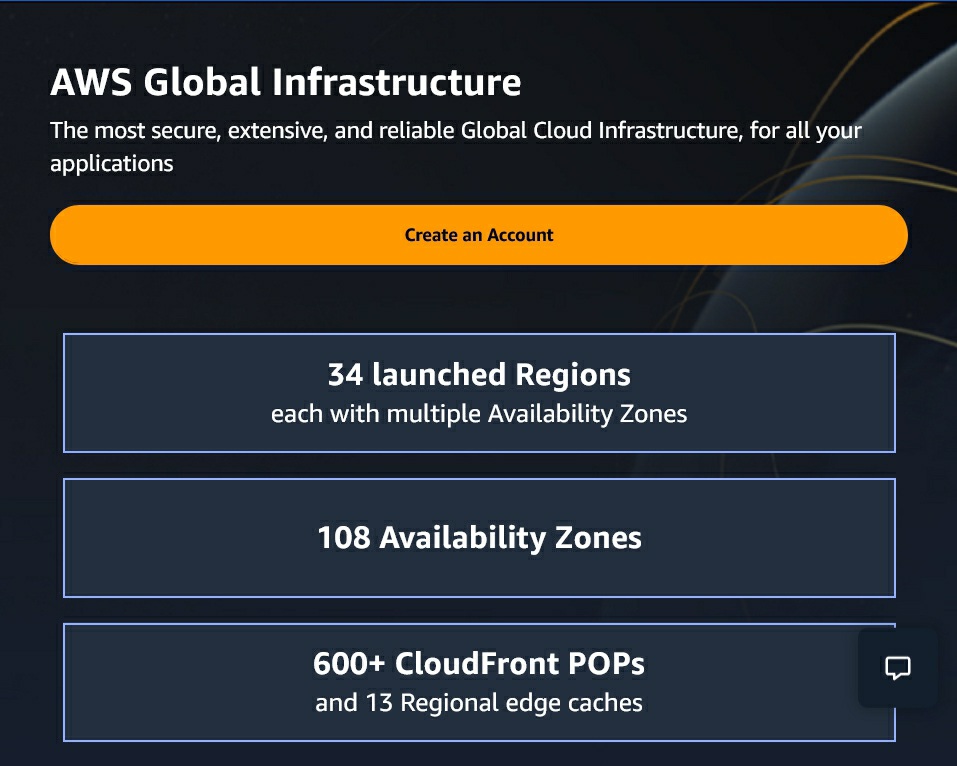 AWS Global Infrastructure
The most secure, extensive, and reliable Global Cloud Infrastructure, for all your
applications
Create an Account
34 launched Regions
each with multiple Availability Zones
108 Availability Zones
600+ CloudFront POPs
and 13 Regional edge caches